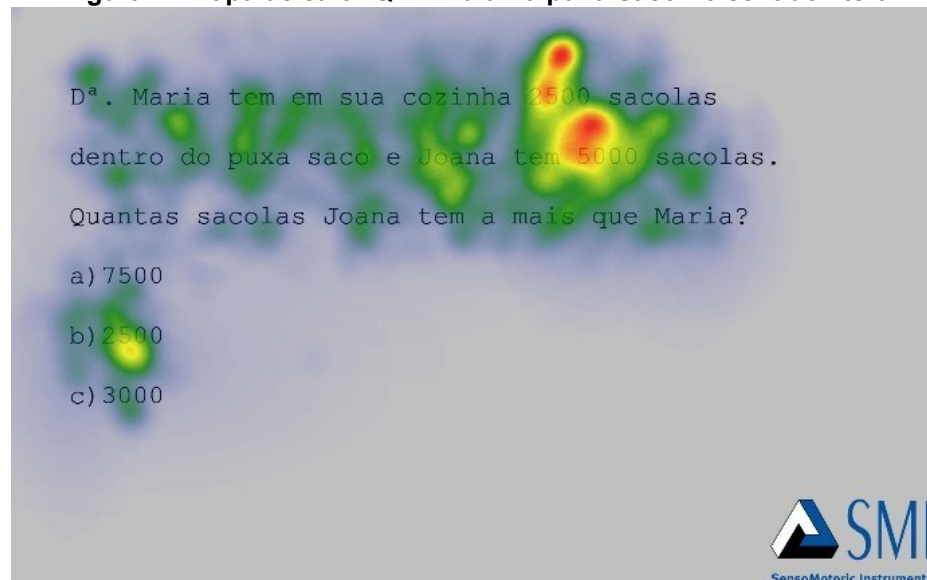 Dª. Maria tem em sua cozinha 2500 sacolas
dentro do puxa saco e Joana tem 5000 sacolas.
Quantas sacolas Joana tem a mais que Maria?
a)7500
b)2500
c)3000
SMI
SensoMotoric Instrument